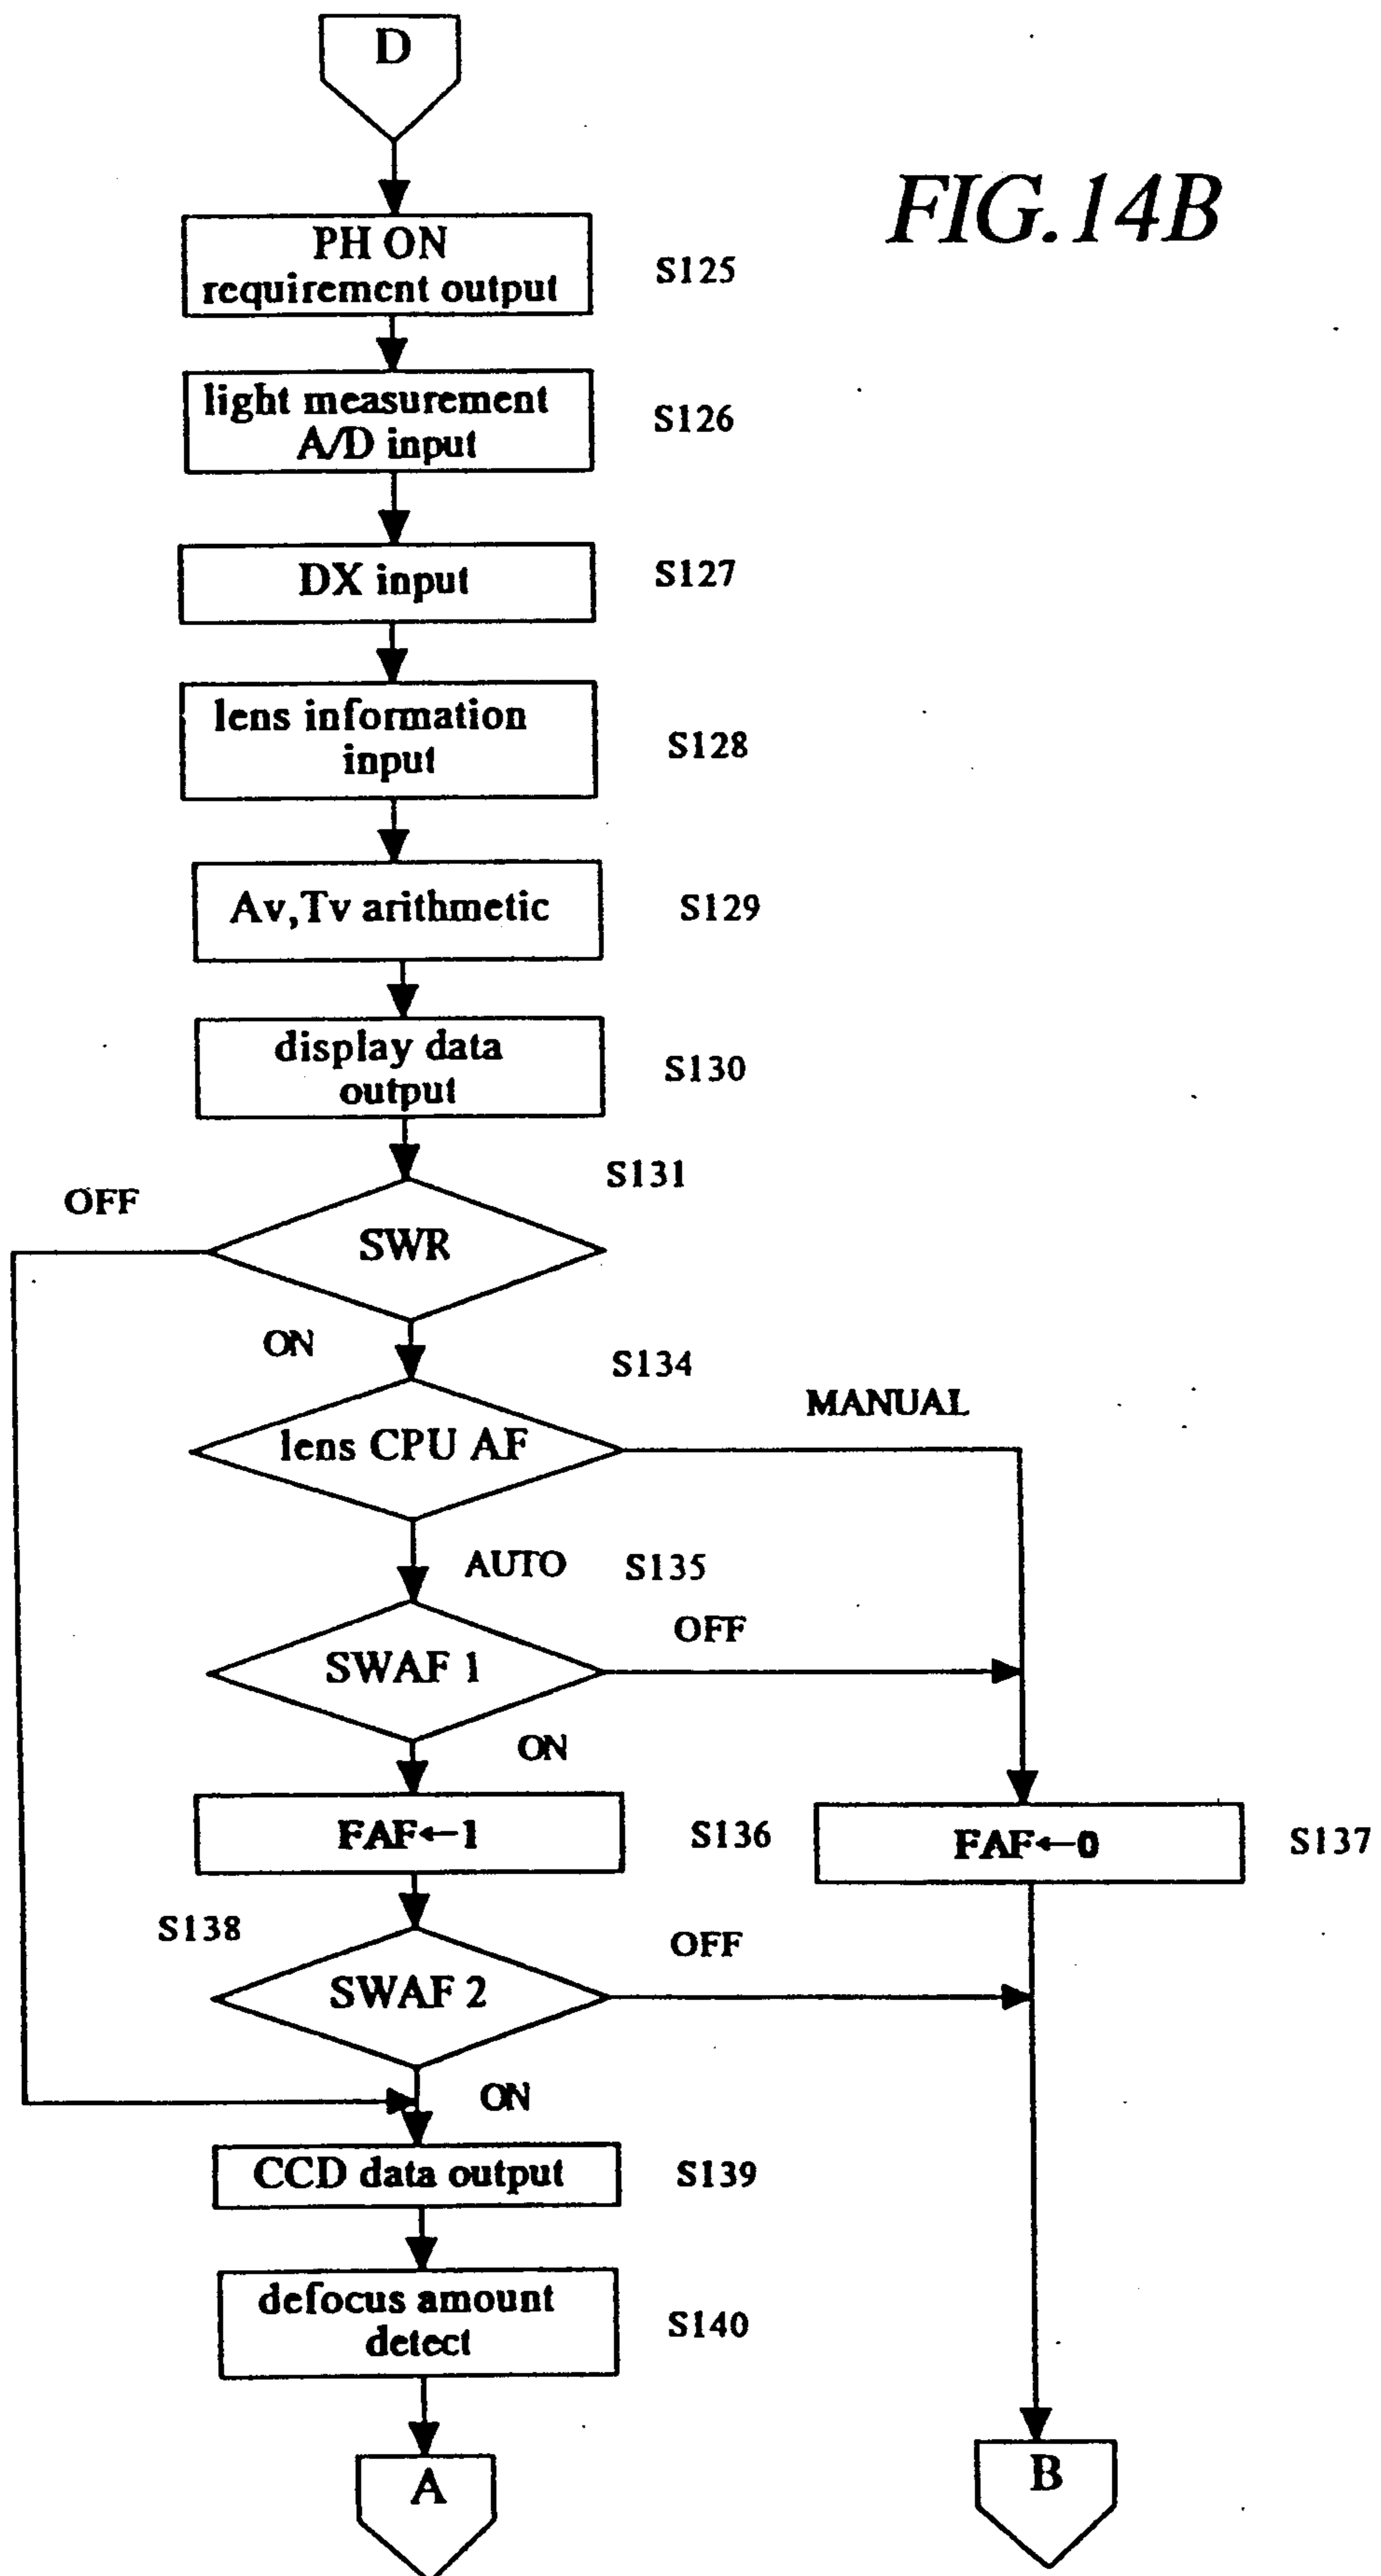 D
FIG.14B
PH ON
requirement output
S125
light measurement
A/D input
S126
DX input
S127
lens information
input
S128
Av,Tv arithmetic
S129
display data
output
S130
S131
OFF
SWR
ON
S134
MANUAL
lens CPU AF
AUTO
S135
OFF
SWAF 1
ON
FAF←1
S136
FAF←0
S137
S138
OFF
SWAF 2
ON
CCD data output
S139
defocus amount
detect
S140
A
B